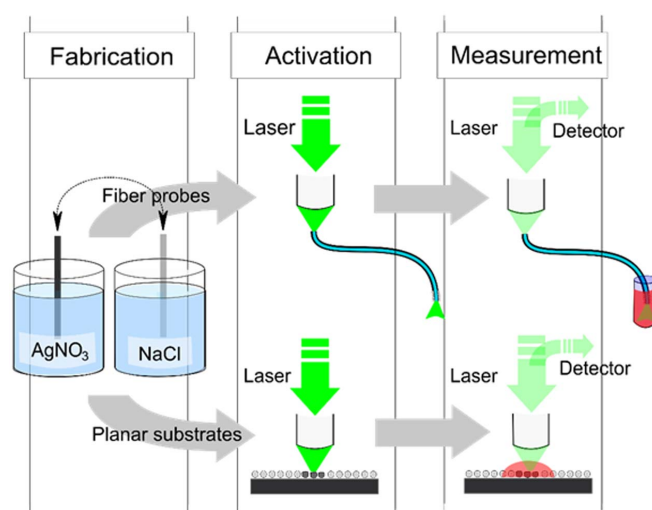 Fabrication
Activation
Measurement
Laser
Laser
Detector
Fiber probes
AgNO₃
NaCl
Laser
Laser
Detector
Planar substrates